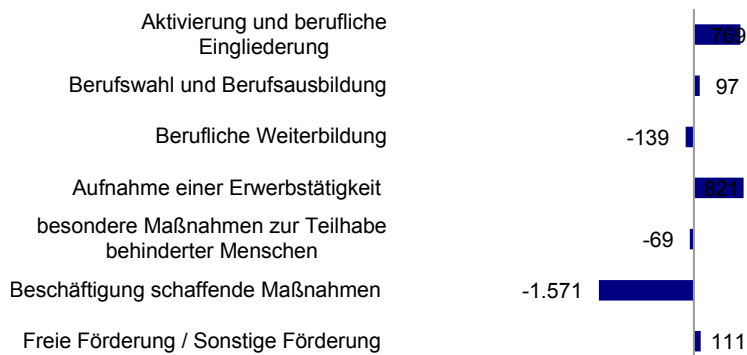 Aktivierung und berufliche
Eingliederung
769
Berufswahl und Berufsausbildung
97
Berufliche Weiterbildung
-139
Aufnahme einer Erwerbstätigkeit
821
besondere Maßnahmen zur Teilhabe
behinderter Menschen
-69
Beschäftigung schaffende Maßnahmen
-1.571
Freie Förderung / Sonstige Förderung
111